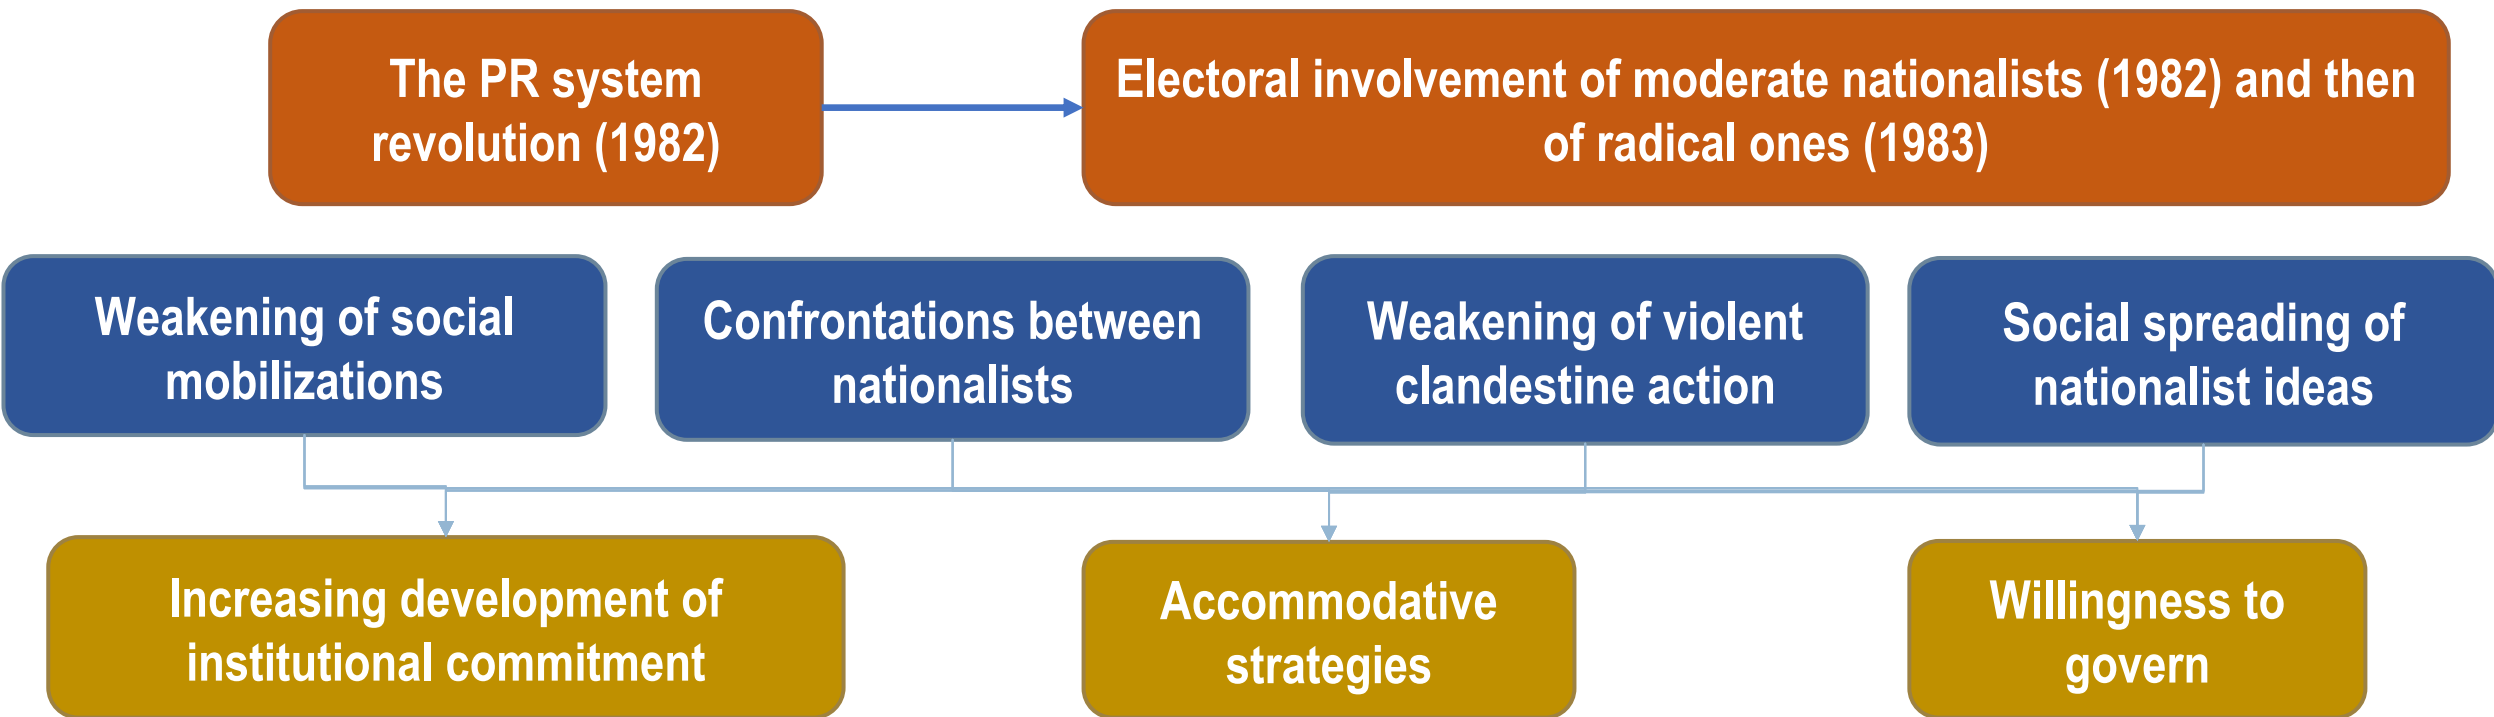 The PR system
revolution (1982)
Electoral involvement of moderate nationalists (1982) and then
of radical ones (1983)
Weakening of social
mobilizations
Confrontations between
nationalists
Weakening of violent
clandestine action
Social spreading of
nationalist ideas
Increasing development of
institutional commitment
Accommodative
strategies
Willingness to
govern